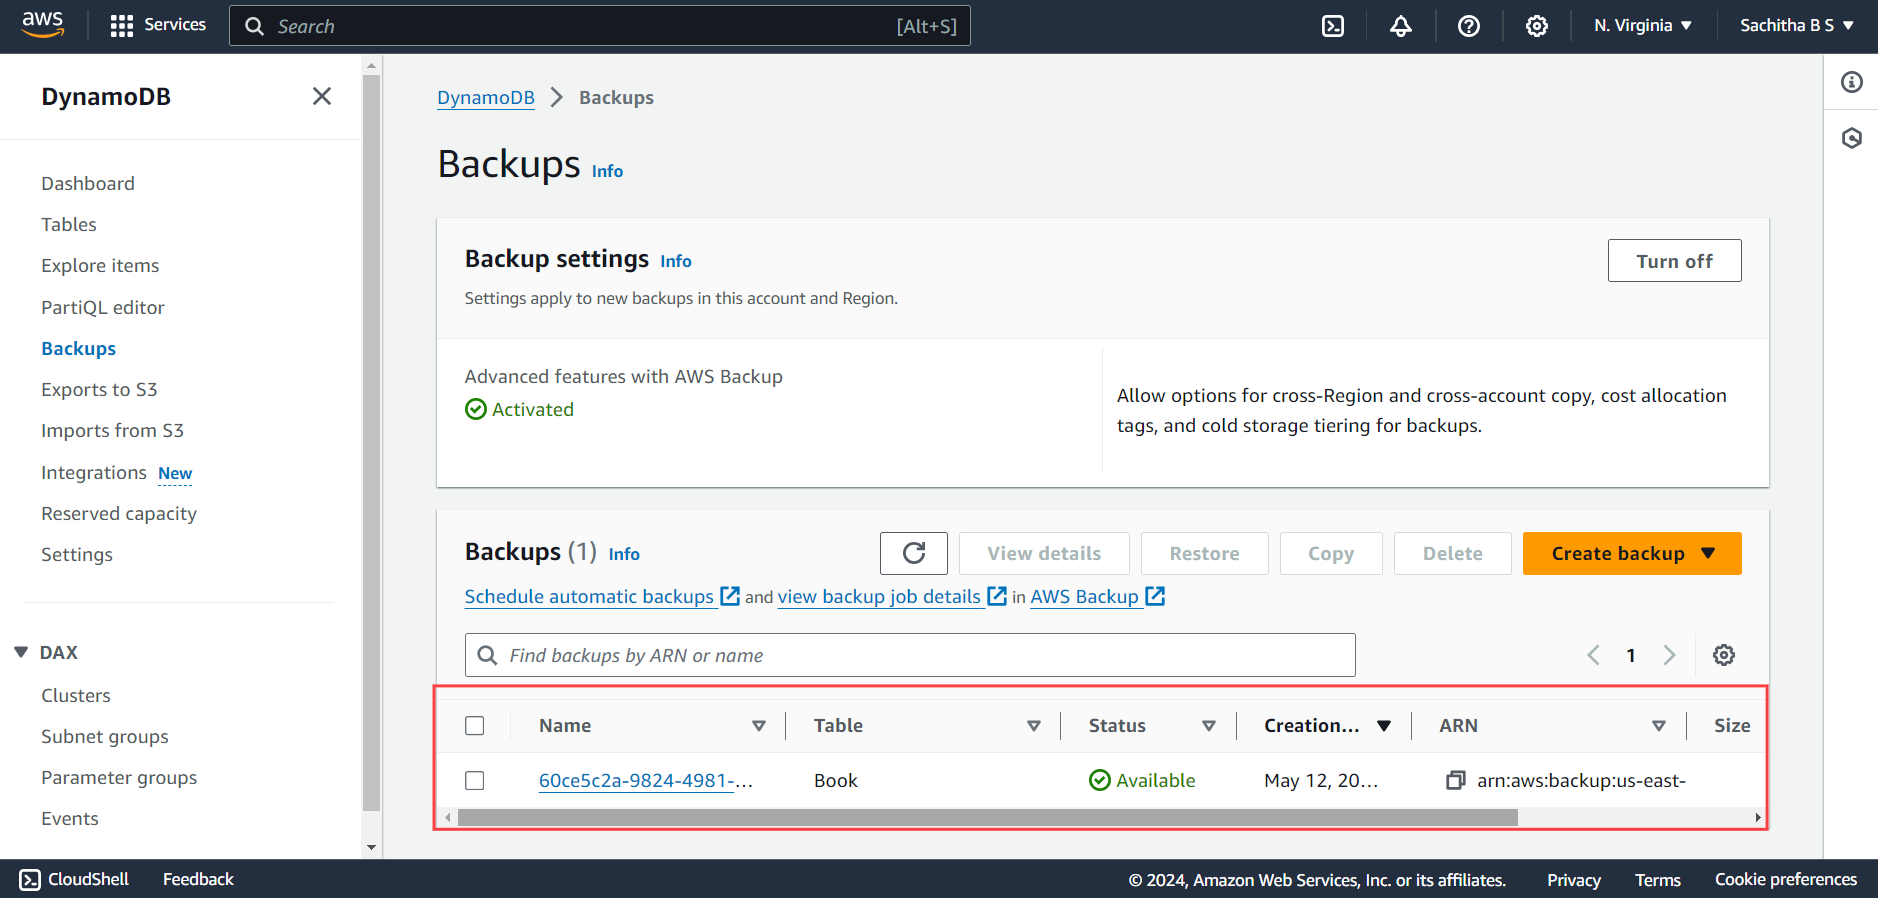 aws
Services
Search
[Alt+S]
N. Virginia
Sachitha B S
DynamoDB
Dashboard
Tables
Explore items
PartiQL editor
Backups
Exports to S3
Imports from S3
Integrations New
Reserved capacity
Settings
DAX
Clusters
Subnet groups
Parameter groups
Events
DynamoDB Backups
Backups Info
Backup settings Info
Turn off
Settings apply to new backups in this account and Region.
Advanced features with AWS Backup
Activated
Allow options for cross-Region and cross-account copy, cost allocation
tags, and cold storage tiering for backups.
Backups (1) Info
View details
Restore
Copy
Delete
Create backup
Schedule automatic backups and view backup job details in AWS Backup
Find backups by ARN or name
1
Name Table Status Creation... ARN Size
60ce5c2a-9824-4981-... Book Available May 12, 20... arn:aws:backup:us-east-
CloudShell
Feedback
© 2024, Amazon Web Services, Inc. or its affiliates.
Privacy
Terms
Cookie preferences